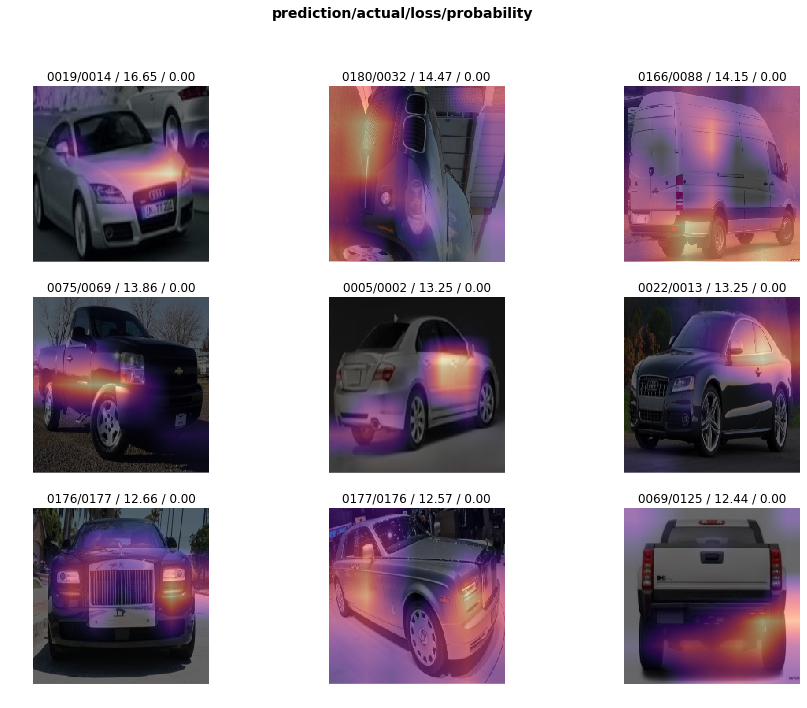 prediction/actual/loss/probability
0019/0014 / 16.65 / 0.00
0180/0032 / 14.47 / 0.00
0166/0088 / 14.15 / 0.00
0075/0069 / 13.86 / 0.00
0005/0002 / 13.25 / 0.00
0022/0013 / 13.25 / 0.00
0176/0177 / 12.66 / 0.00
0177/0176 / 12.57 / 0.00
0069/0125 / 12.44 / 0.00